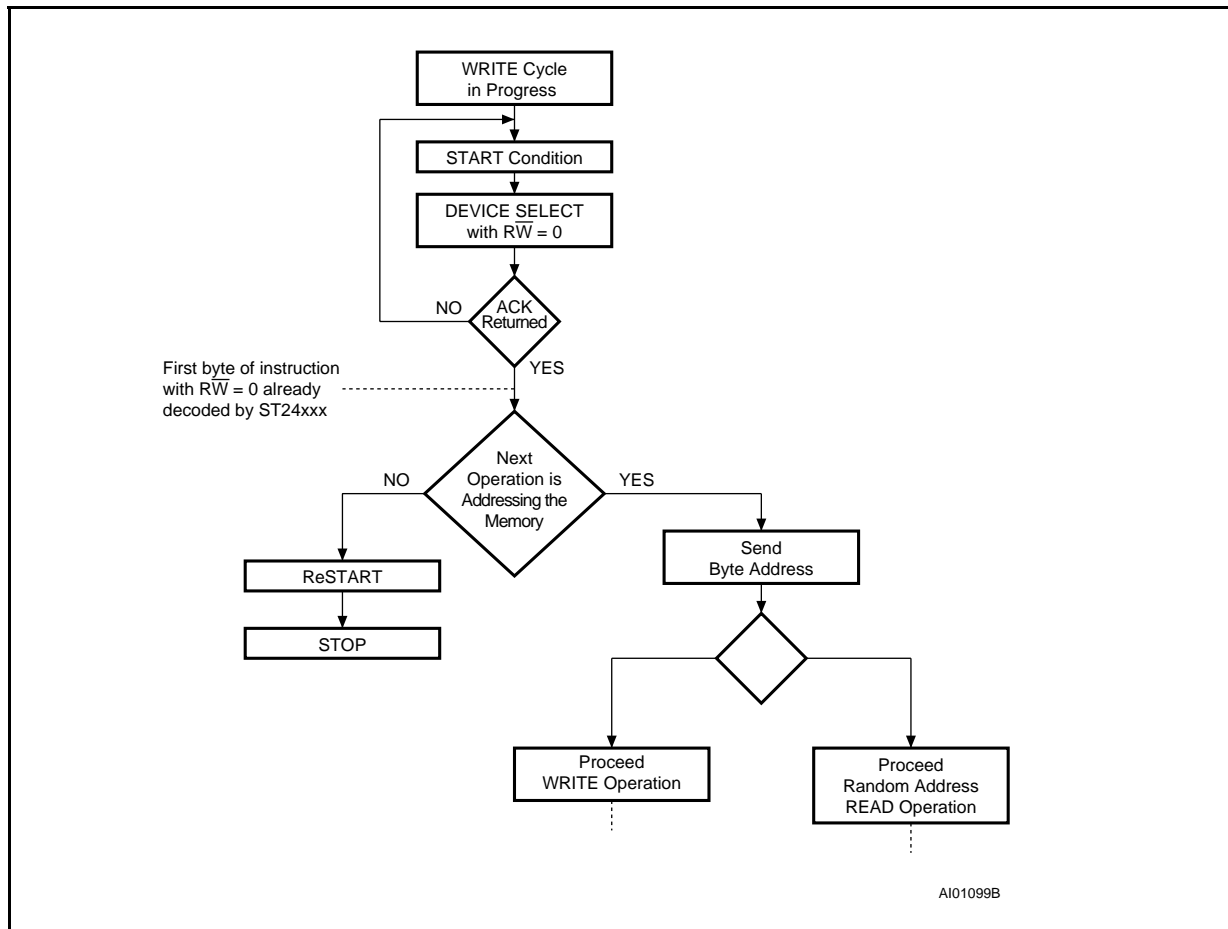 WRITE Cycle
in Progress
START Condition
DEVICE SELECT
with RW̅ = 0
ACK
Returned
NO
YES
First byte of instruction
with RW̅ = 0 already
decoded by ST24xxx
Next
Operation is
Addressing the
Memory
NO
YES
ReSTART
STOP
Send
Byte Address
Proceed
WRITE Operation
Proceed
Random Address
READ Operation
AI01099B